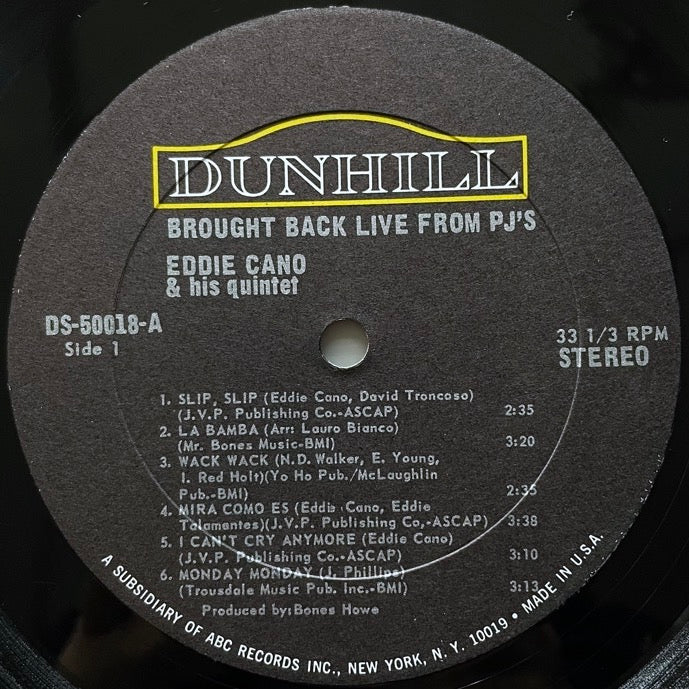 DUNHILL
BROUGHT BACK LIVE FROM PJ'S
EDDIE CANO
& his quintet
DS-50018-A
Side 1
33 1/3 RPM
STEREO
1. SLIP, SLIP (Eddie Cano, David Troncoso)
(J.V.P. Publishing Co.-ASCAP) 2:35
2. LA BAMBA (Arr: Lauro Bianco)
(Mr. Bones Music-BMI) 3:20
3. WACK WACK (N.D. Walker, E. Young,
I. Red Holt)(Yo Ho Pub./McLaughlin
Pub.-BMI) 2:35
4. MIRA COMO ES (Eddie Cano, Eddie
Talamantes)(J.V.P. Publishing Co,-ASCAP) 3:38
5. I CAN'T CRY ANYMORE (Eddie Cano)
(J.V.P. Publishing Co.-ASCAP) 3:10
6. MONDAY MONDAY (J. Phillips)
(Trousdale Music Pub. Inc.-BMI) 3:13
Produced by: Bones Howe
A SUBSIDIARY OF ABC RECORDS INC., NEW YORK, N. Y. 10019 • MADE IN U.S.A.